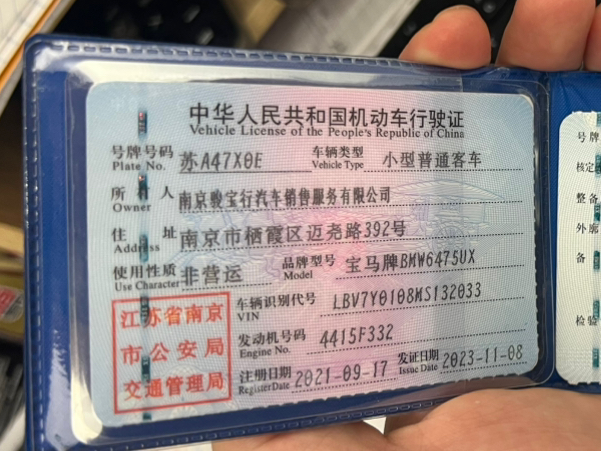 中华人民共和国机动车行驶证
Vehicle License of the People's Republic of China
号牌号码 苏A47X0E 车辆类型 小型普通客车
Plate No. Vehicle Type
所有人 南京骏宝行汽车销售服务有限公司
Owner
住址 南京市栖霞区迈尧路392号
Address
使用性质 非营运 品牌型号 宝马牌BMW6475UX
Use Character Model
江苏省南京
市公安局
交通管理局
车辆识别代号 LBV7Y0108MS132033
VIN
发动机号码 4415F332
Engine No.
注册日期 2021-09-17 发证日期 2023-11-08
RegisterDate Issue Date
号牌
核定
整备
外廓
备
检验